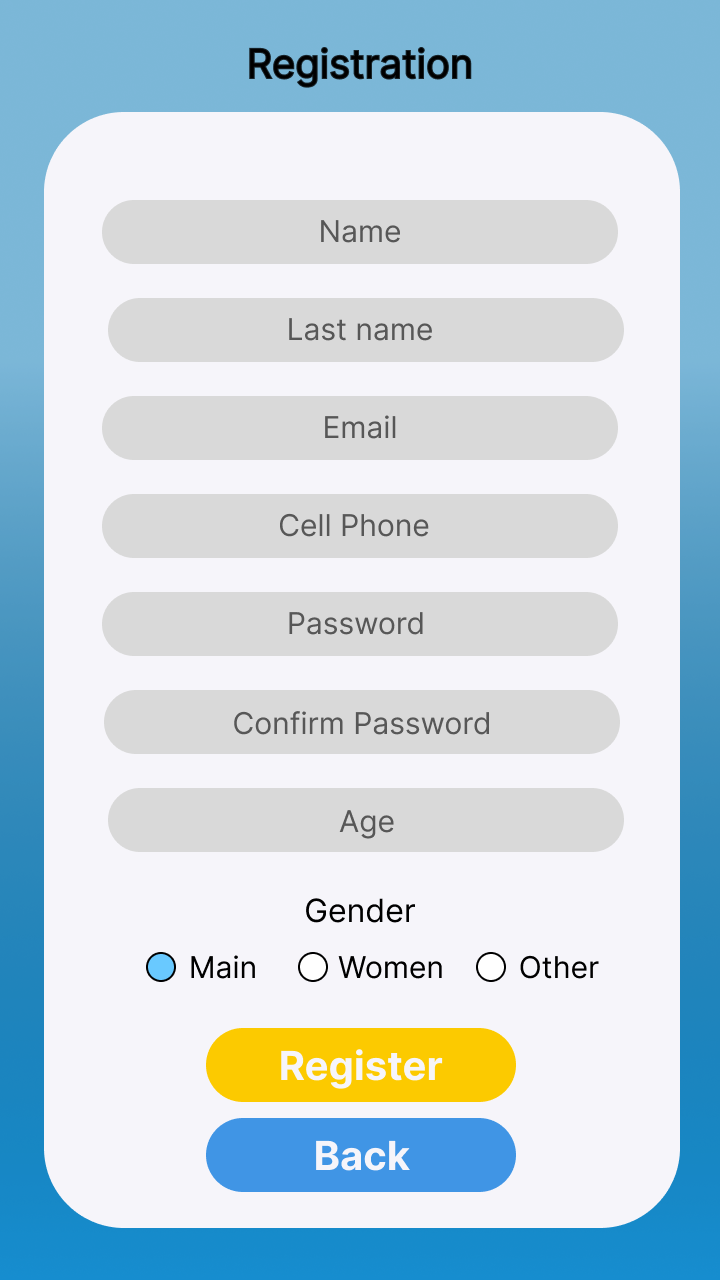 Registration
Name
Last name
Email
Cell Phone
Password
Confirm Password
Age
Gender
Main Women Other
Register
Back